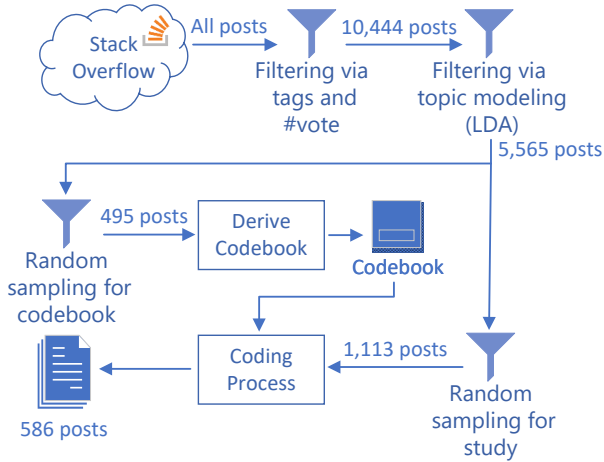 Stack
Overflow
All posts
Filtering via
tags and
#vote
10,444 posts
Filtering via
topic modeling
(LDA)
5,565 posts
Random
sampling for
codebook
495 posts
Derive
Codebook
Codebook
Random
sampling for
study
1,113 posts
Coding
Process
586 posts